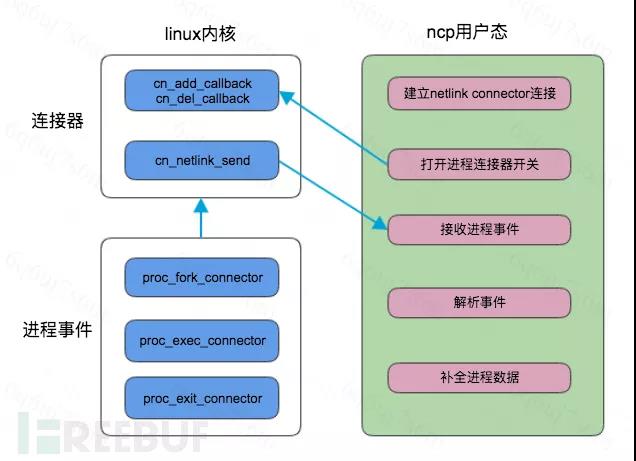 linux内核
ncp用户态
连接器
cn_add_callback
cn_del_callback
cn_netlink_send
进程事件
proc_fork_connector
proc_exec_connector
proc_exit_connector
建立netlink connector连接
打开进程连接器开关
接收进程事件
解析事件
补全进程数据
FREEBUF